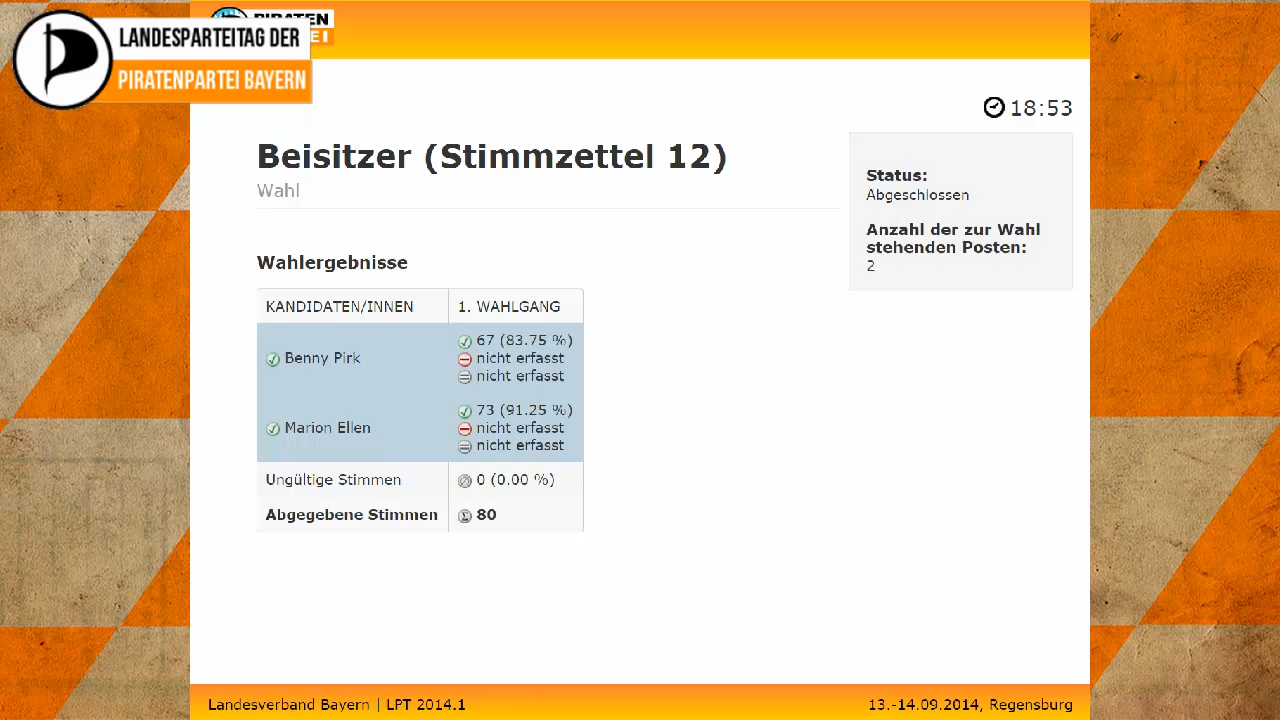 PIRATEN
LANDESPARTEITAG DER
PIRATENPARTEI BAYERN
18:53
Beisitzer (Stimmzettel 12)
Wahl
Status:
Abgeschlossen
Anzahl der zur Wahl
stehenden Posten:
2
Wahlergebnisse
KANDIDATEN/INNEN 1. WAHLGANG
Benny Pirk
67 (83.75 %)
nicht erfasst
nicht erfasst
Marion Ellen
73 (91.25 %)
nicht erfasst
nicht erfasst
Ungültige Stimmen 0 (0.00 %)
Abgegebene Stimmen Σ 80
Landesverband Bayern | LPT 2014.1
13.-14.09.2014, Regensburg